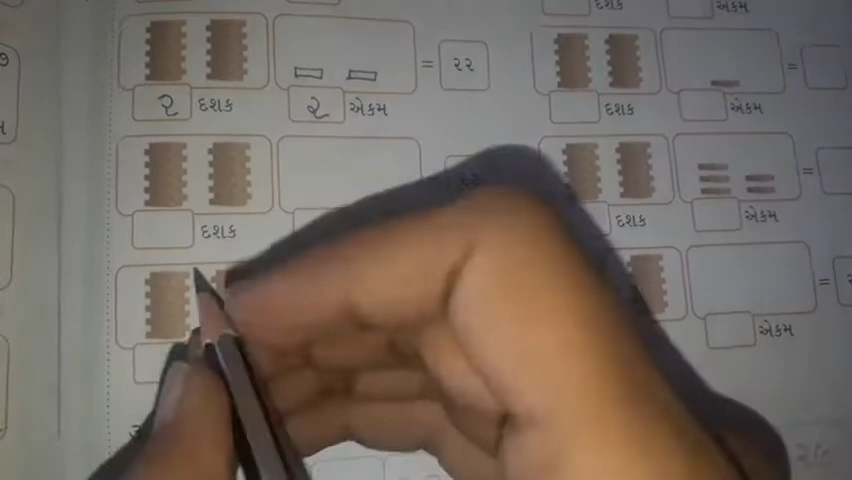 દશક એકમ
= ૨૨ =
૨ દશક ૨ એકમ દશક એકમ
=
દશક દશક એકમ
=
એકમ